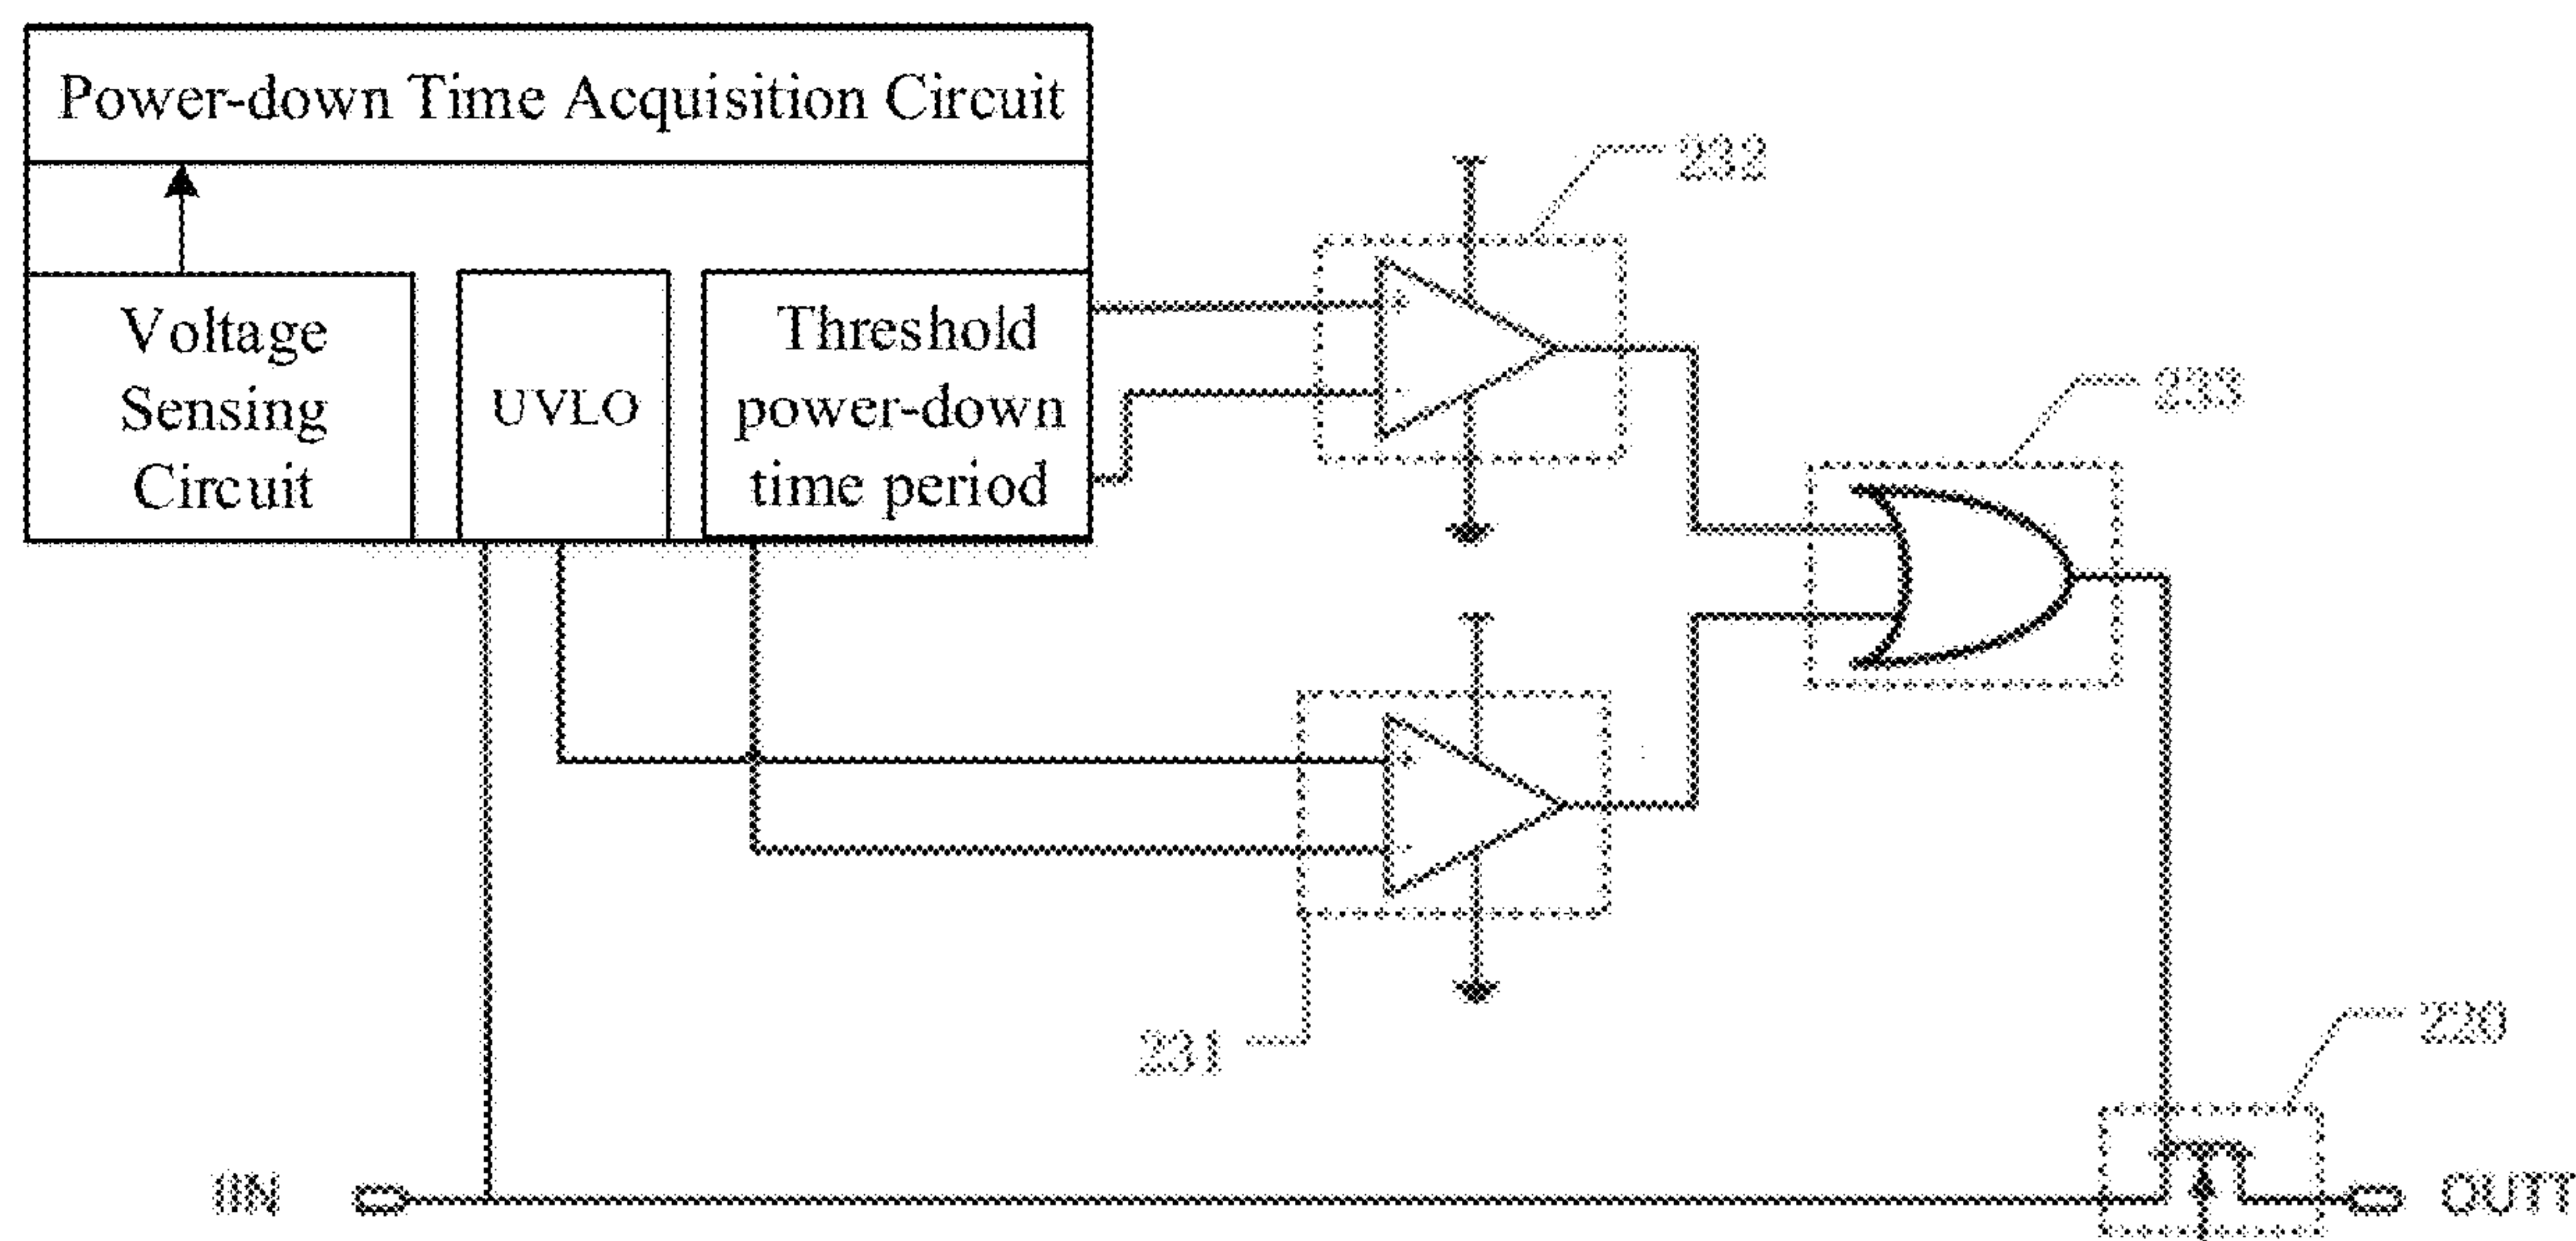 Power-down Time Acquisition Circuit
232
Voltage
Sensing
Circuit
UVLO
Threshold
power-down
time period
+
-
233
+
-
231
220
IIN
OUTT